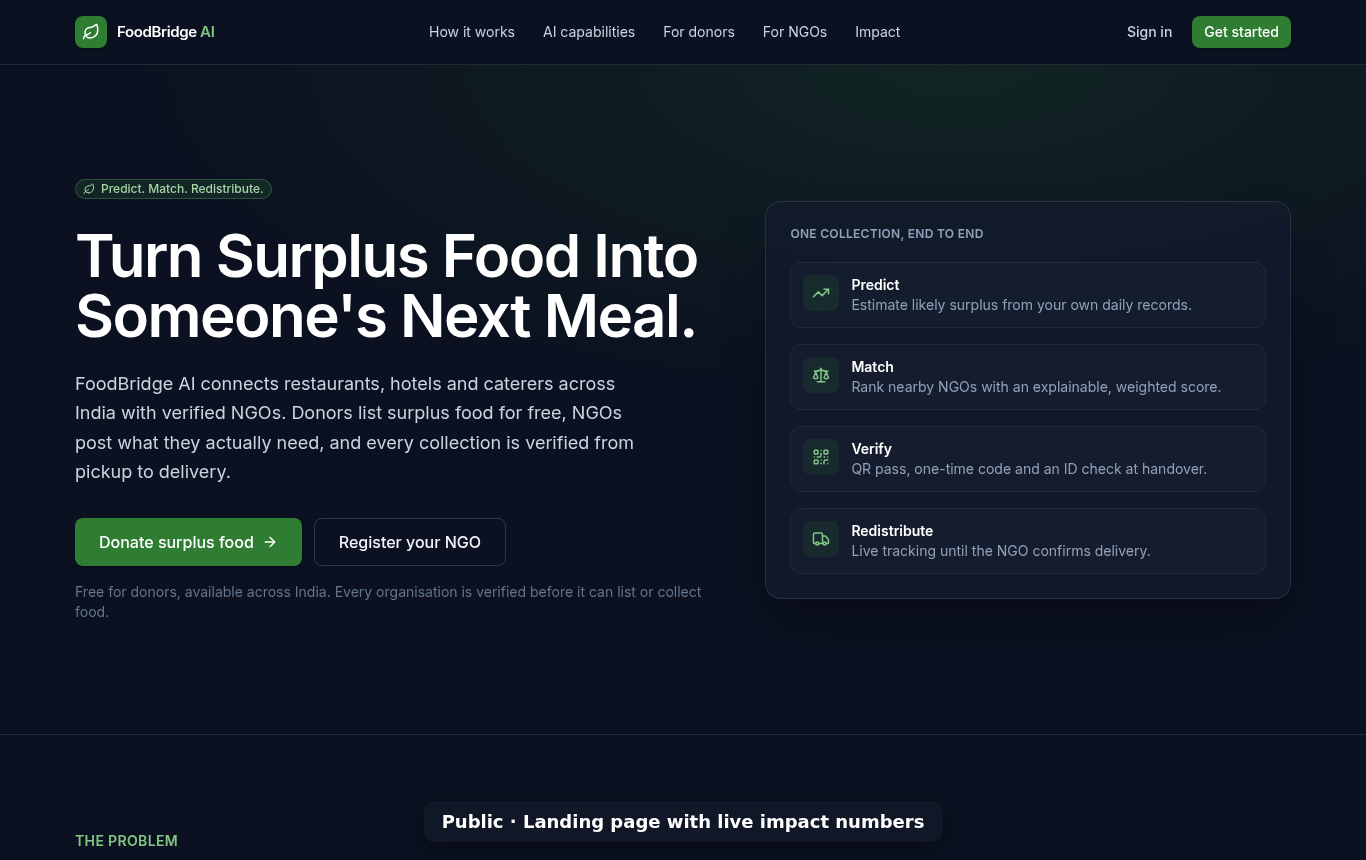 FoodBridge AI
How it works
AI capabilities
For donors
For NGOs
Impact
Sign in
Get started
Predict. Match. Redistribute.
Turn Surplus Food Into
Someone's Next Meal.
FoodBridge AI connects restaurants, hotels and caterers across
India with verified NGOs. Donors list surplus food for free, NGOs
post what they actually need, and every collection is verified from
pickup to delivery.
Donate surplus food
Register your NGO
Free for donors, available across India. Every organisation is verified before it can list or collect
food.
ONE COLLECTION, END TO END
Predict
Estimate likely surplus from your own daily records.
Match
Rank nearby NGOs with an explainable, weighted score.
Verify
QR pass, one-time code and an ID check at handover.
Redistribute
Live tracking until the NGO confirms delivery.
THE PROBLEM
Public · Landing page with live impact numbers